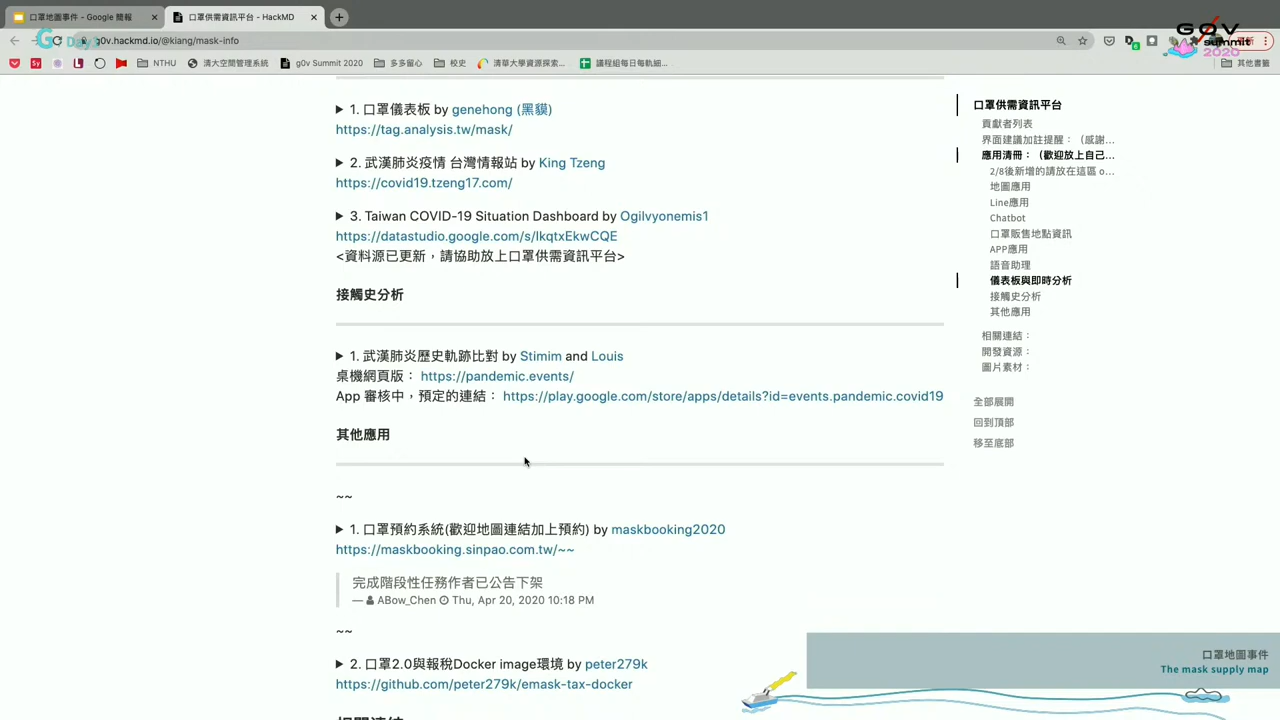 口罩地圖事件 - Google 簡報
口罩供需資訊平台 - HackMD
g0v.hackmd.io/@kiang/mask-info
Day
G0V
summit
2020
NTHU
清大空間管理系統
g0v Summit 2020
多多留心
校史
清華大學資源探索...
議程組每日每軌細...
其他書籤
1. 口罩儀表板 by genehong (黑貘)
https://tag.analysis.tw/mask/
2. 武漢肺炎疫情 台灣情報站 by King Tzeng
https://covid19.tzeng17.com/
3. Taiwan COVID-19 Situation Dashboard by Ogilvyonemis1
https://datastudio.google.com/s/lkqtxEkwCQE
<資料源已更新，請協助放上口罩供需資訊平台>
接觸史分析
1. 武漢肺炎歷史軌跡比對 by Stimim and Louis
桌機網頁版： https://pandemic.events/
App 審核中，預定的連結： https://play.google.com/store/apps/details?id=events.pandemic.covid19
其他應用
~~
1. 口罩預約系統(歡迎地圖連結加上預約) by maskbooking2020
https://maskbooking.sinpao.com.tw/~~
完成階段性任務作者已公告下架
— ABow_Chen Thu, Apr 20, 2020 10:18 PM
~~
2. 口罩2.0與報稅Docker image環境 by peter279k
https://github.com/peter279k/emask-tax-docker
相關連結
口罩供需資訊平台
貢獻者列表
界面建議加註提醒：（感謝...
應用清冊：（歡迎放上自己...
2/8後新增的請放在這區 o...
地圖應用
Line應用
Chatbot
口罩販售地點資訊
APP應用
語音助理
儀表板與即時分析
接觸史分析
其他應用
相關連結：
開發資源：
圖片素材：
全部展開
回到頂部
移至底部
口罩地圖事件
The mask supply map